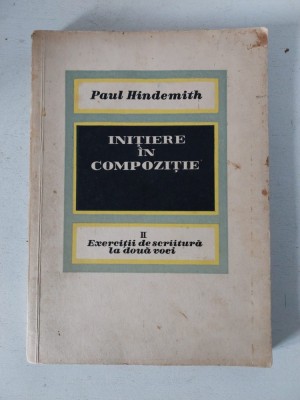 Paul Hindemith
INIȚIERE
ÎN
COMPOZIȚIE
II
Exerciții de scriitură
la două voci